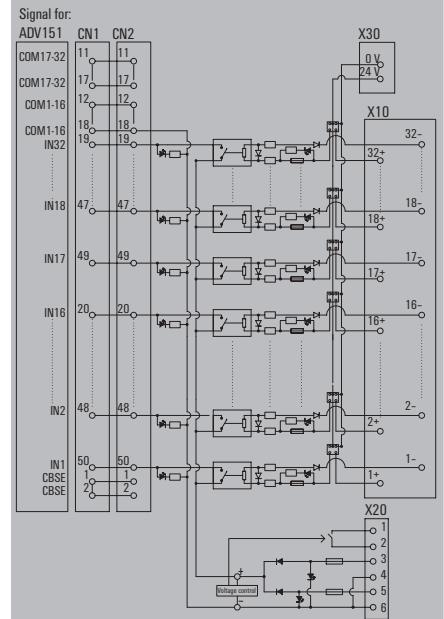 Signal for:
ADV151 CN1 CN2 X30
COM17-32 11 11 0 V
24 V
COM17-32 17 17
COM1-16 12 12 X10
COM1-16 18 18
IN32 19 19 32+ 32–
IN18 47 47 18+ 18–
IN17 49 49 17+ 17–
IN16 20 20 16+ 16–
IN2 48 48 2+ 2–
IN1 50 50 1+ 1–
CBSE 1 1
CBSE 2 2
X20
1
2
3
+ 4
Voltage control 5
– 6